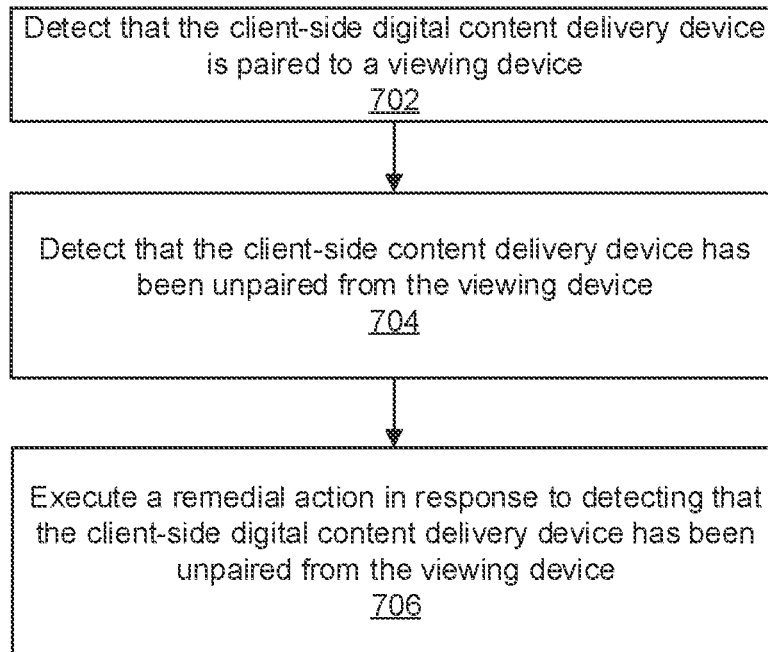 Detect that the client-side digital content delivery device
is paired to a viewing device
702
Detect that the client-side content delivery device has
been unpaired from the viewing device
704
Execute a remedial action in response to detecting that
the client-side digital content delivery device has been
unpaired from the viewing device
706